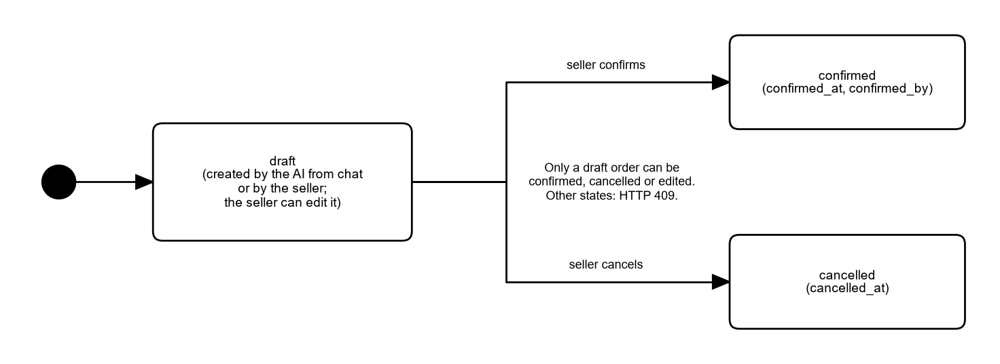 draft
(created by the AI from chat
or by the seller;
the seller can edit it)
seller confirms
confirmed
(confirmed_at, confirmed_by)
Only a draft order can be
confirmed, cancelled or edited.
Other states: HTTP 409.
seller cancels
cancelled
(cancelled_at)